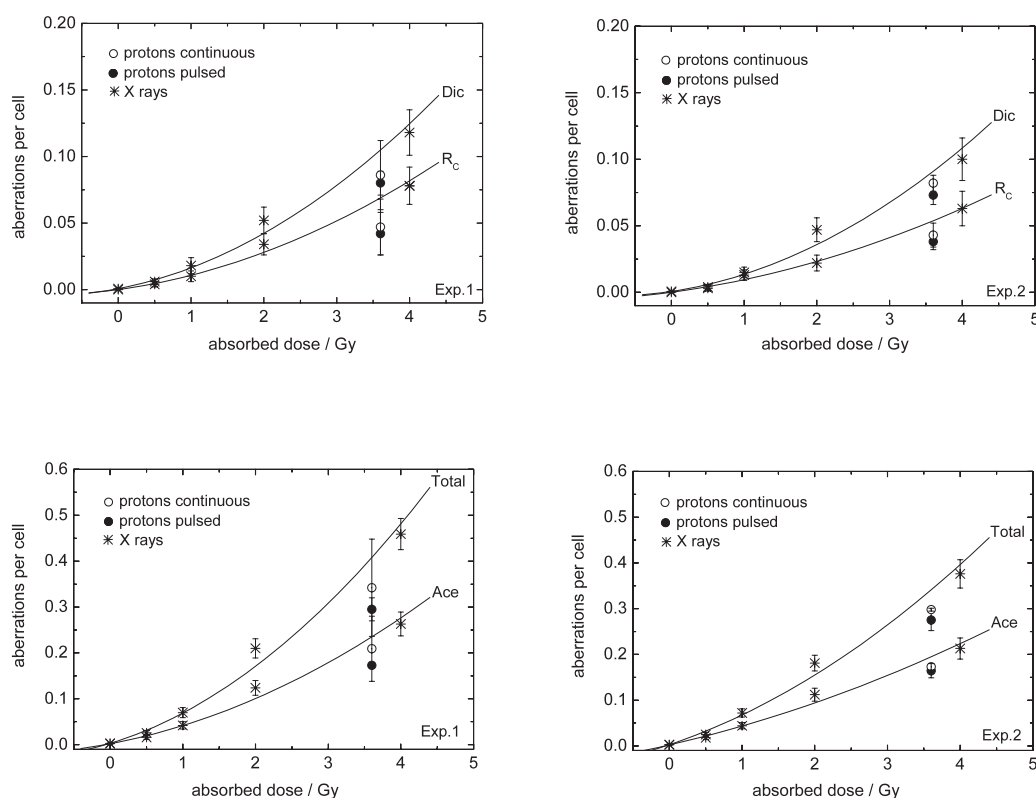 0.20
0.15
0.10
0.05
0.00
aberrations per cell
protons continuous
protons pulsed
X rays
Dic
R_C
Exp.1
0 1 2 3 4 5
absorbed dose / Gy
0.20
0.15
0.10
0.05
0.00
aberrations per cell
protons continuous
protons pulsed
X rays
Dic
R_C
Exp.2
0 1 2 3 4 5
absorbed dose / Gy
0.6
0.5
0.4
0.3
0.2
0.1
0.0
aberrations per cell
protons continuous
protons pulsed
X rays
Total
Ace
Exp.1
0 1 2 3 4 5
absorbed dose / Gy
0.6
0.5
0.4
0.3
0.2
0.1
0.0
aberrations per cell
protons continuous
protons pulsed
X rays
Total
Ace
Exp.2
0 1 2 3 4 5
absorbed dose / Gy